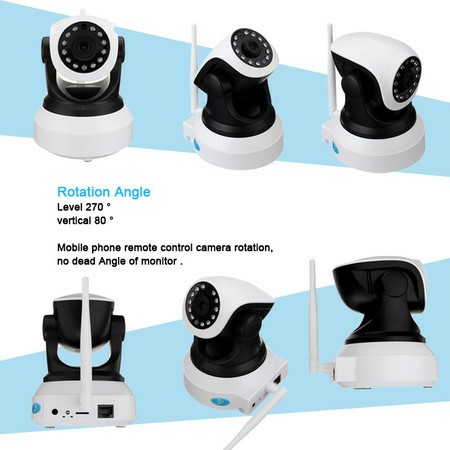 Rotation Angle
Level 270 °
vertical 80 °
Mobile phone remote control camera rotation,
no dead Angle of monitor .